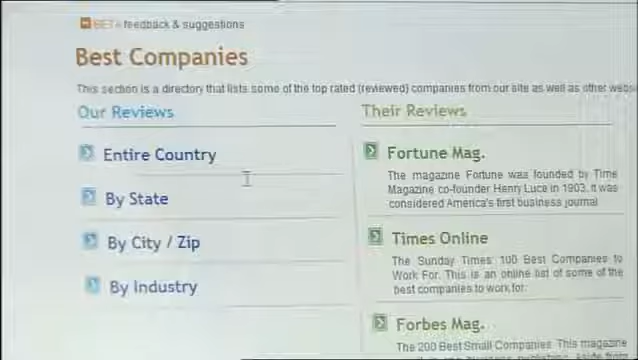 BETA feedback & suggestions
Best Companies
This section is a directory that lists some of the top rated (reviewed) companies from our site as well as other
Our Reviews
Entire Country
By State
By City / Zip
By Industry
Their Reviews
Fortune Mag.
The magazine Fortune was founded by Time
Magazine co-founder Henry Luce in 1903. It was
considered America's first business journal
Times Online
The Sunday Times: 100 Best Companies to
Work For. This is an online list of some of the
best companies to work for.
Forbes Mag.
The 200 Best Small Companies. This magazine